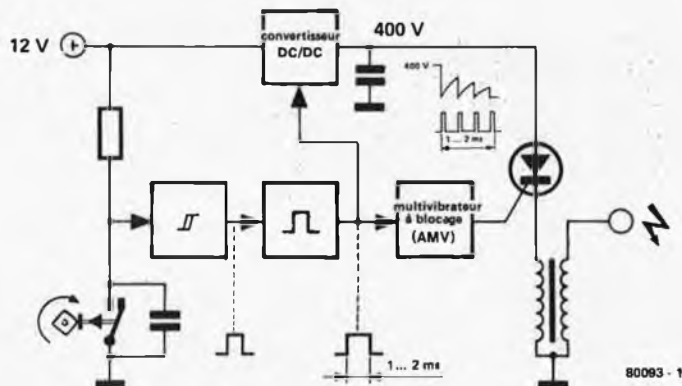 12 V
convertisseur
DC/DC
400 V
400 V
1 ... 2 ms
multivibrateur
à blocage
(AMV)
1 ... 2 ms
80093 - 1